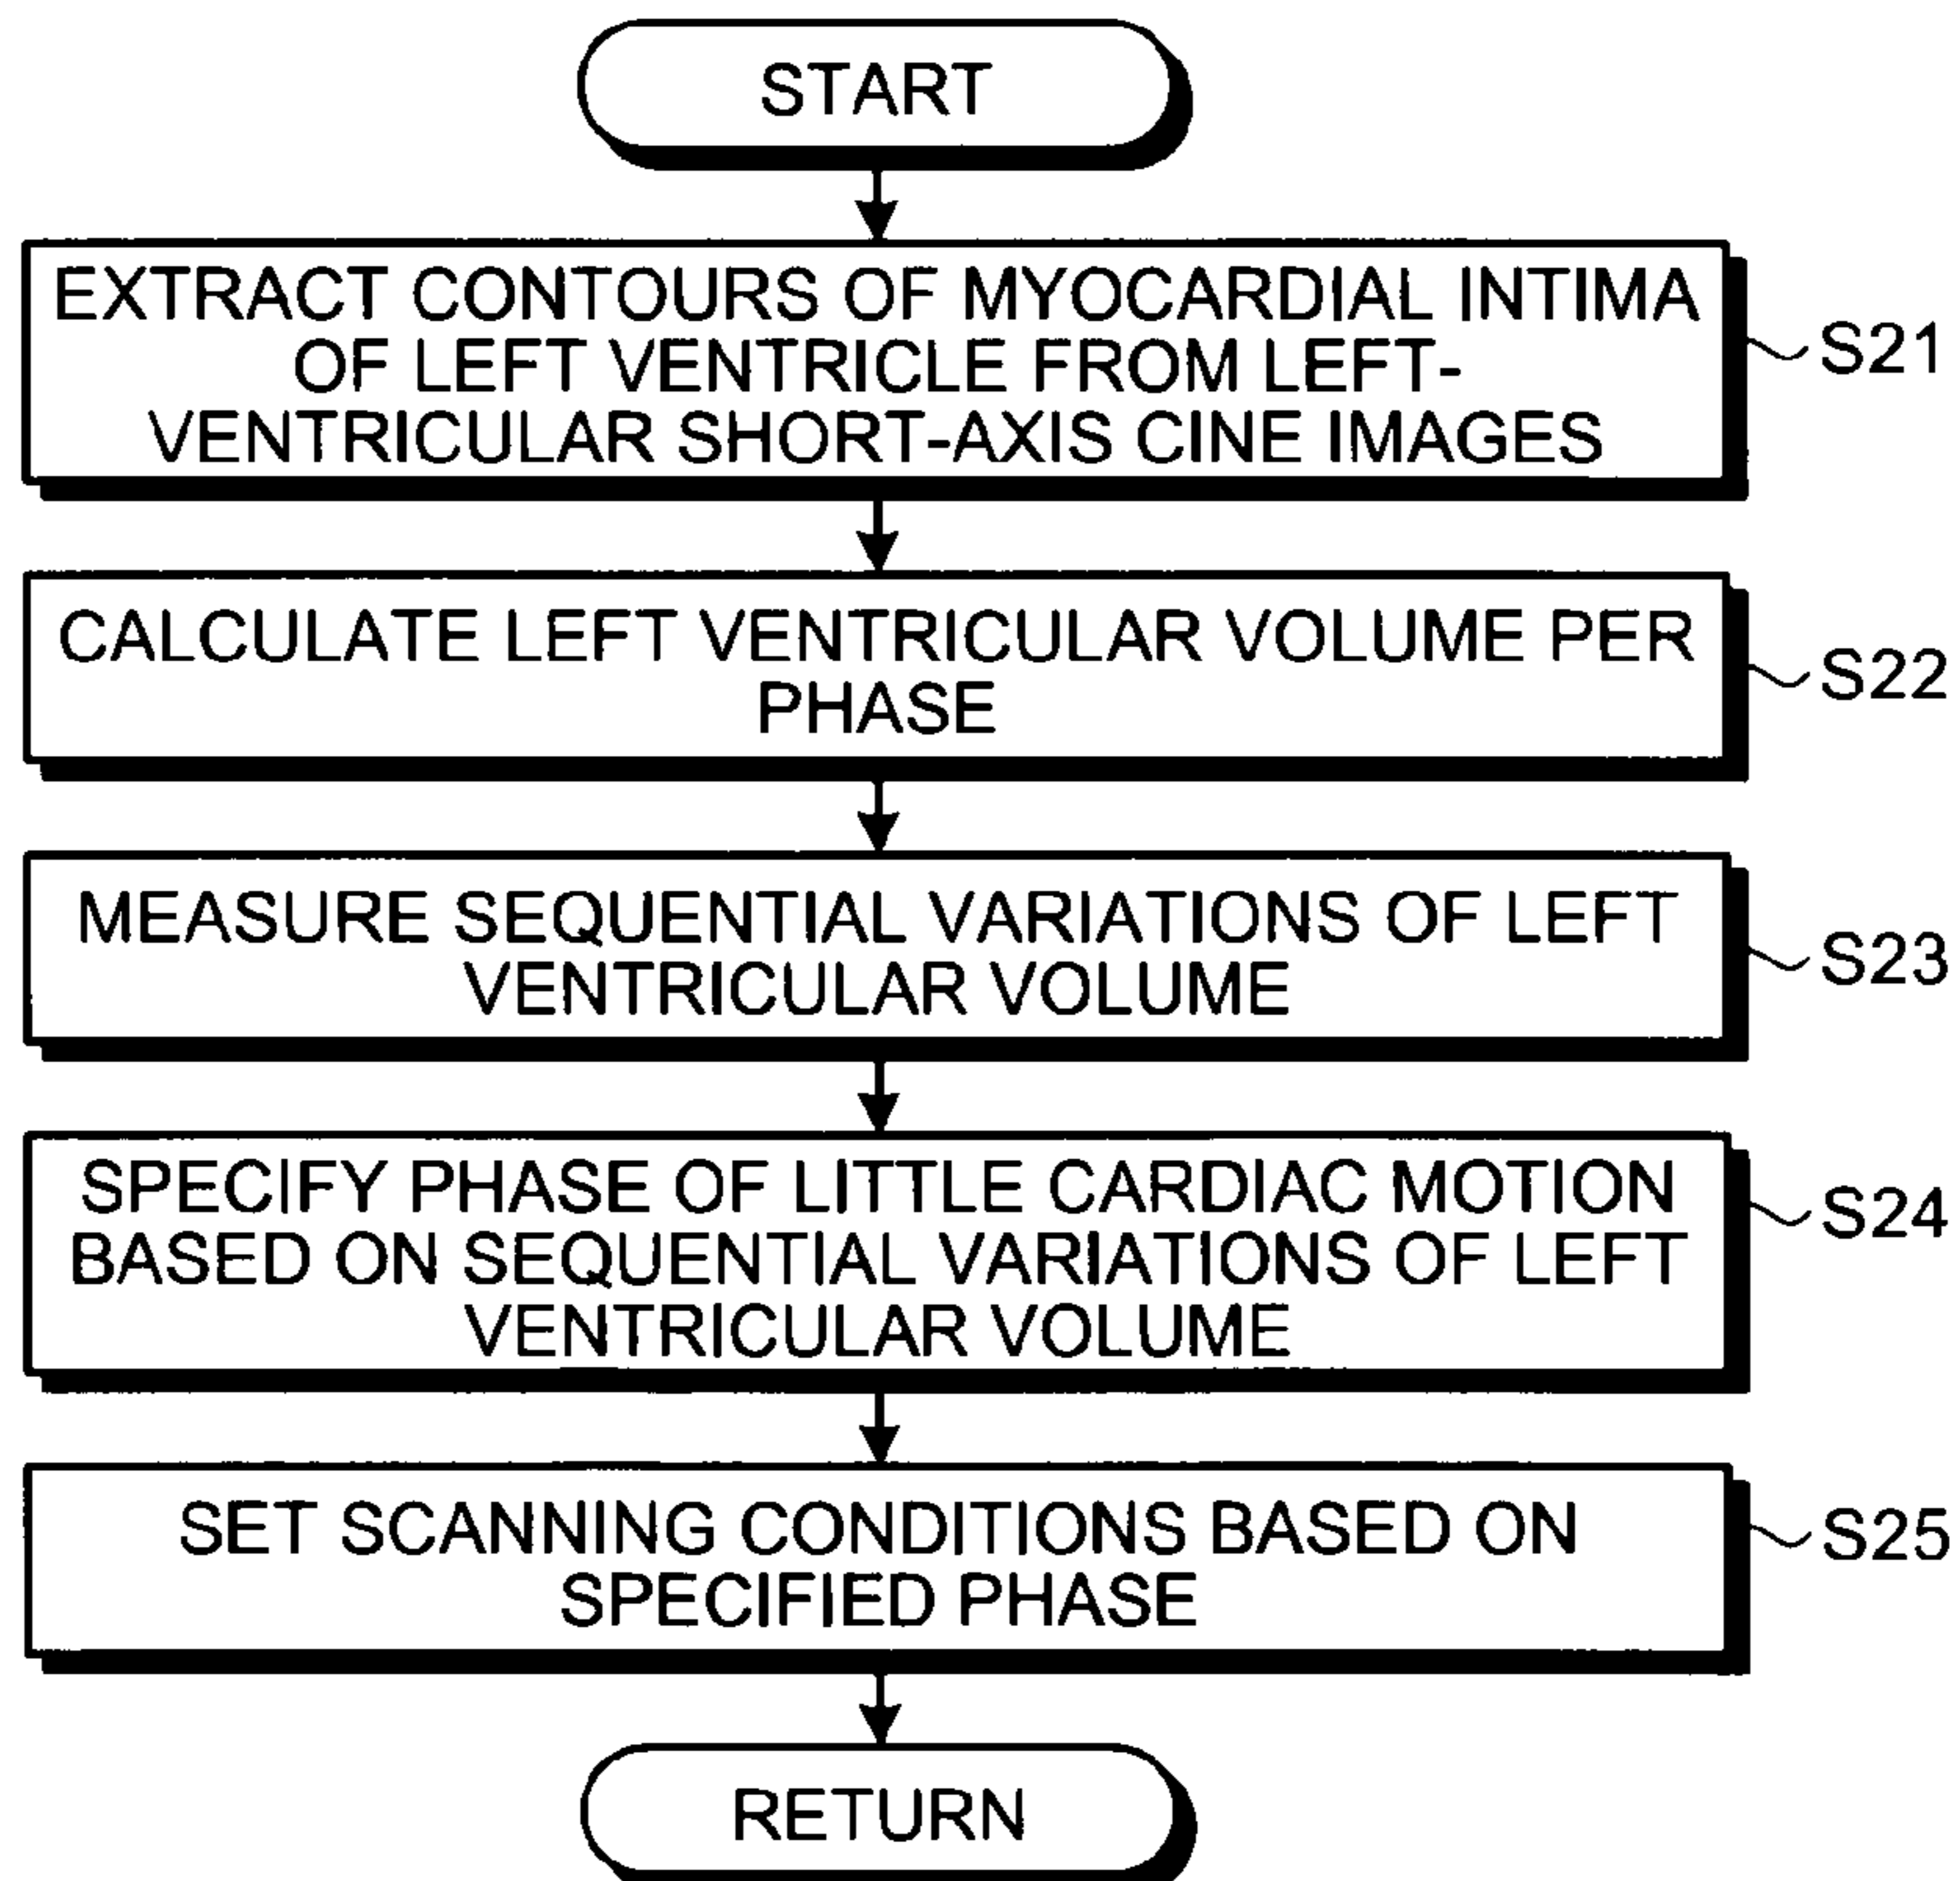 START
EXTRACT CONTOURS OF MYOCARDIAL INTIMA
OF LEFT VENTRICLE FROM LEFT-
VENTRICULAR SHORT-AXIS CINE IMAGES
S21
CALCULATE LEFT VENTRICULAR VOLUME PER
PHASE
S22
MEASURE SEQUENTIAL VARIATIONS OF LEFT
VENTRICULAR VOLUME
S23
SPECIFY PHASE OF LITTLE CARDIAC MOTION
BASED ON SEQUENTIAL VARIATIONS OF LEFT
VENTRICULAR VOLUME
S24
SET SCANNING CONDITIONS BASED ON
SPECIFIED PHASE
S25
RETURN